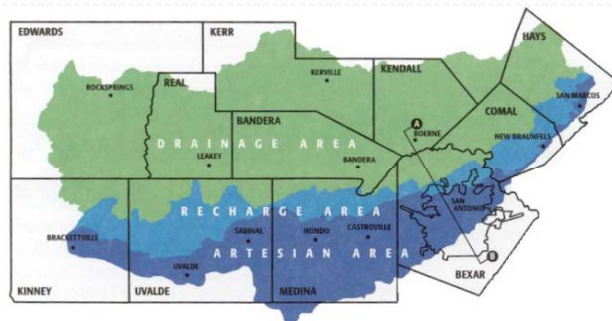 EDWARDS
KERR
HAYS
KENDALL
KERVILLE
REAL
ROCKSPRINGS
COMAL
SAN MARCOS
BANDERA
A
BOERNE
NEW BRAUNFELS
DRAINAGE AREA
LEAKEY
BANDERA
RECHARGE AREA
SAN
ANTONIO
BRACKETTVILLE
SABINAL
HONDO
CASTROVILLE
ARTESIAN AREA
UVALDE
B
BEXAR
KINNEY
UVALDE
MEDINA